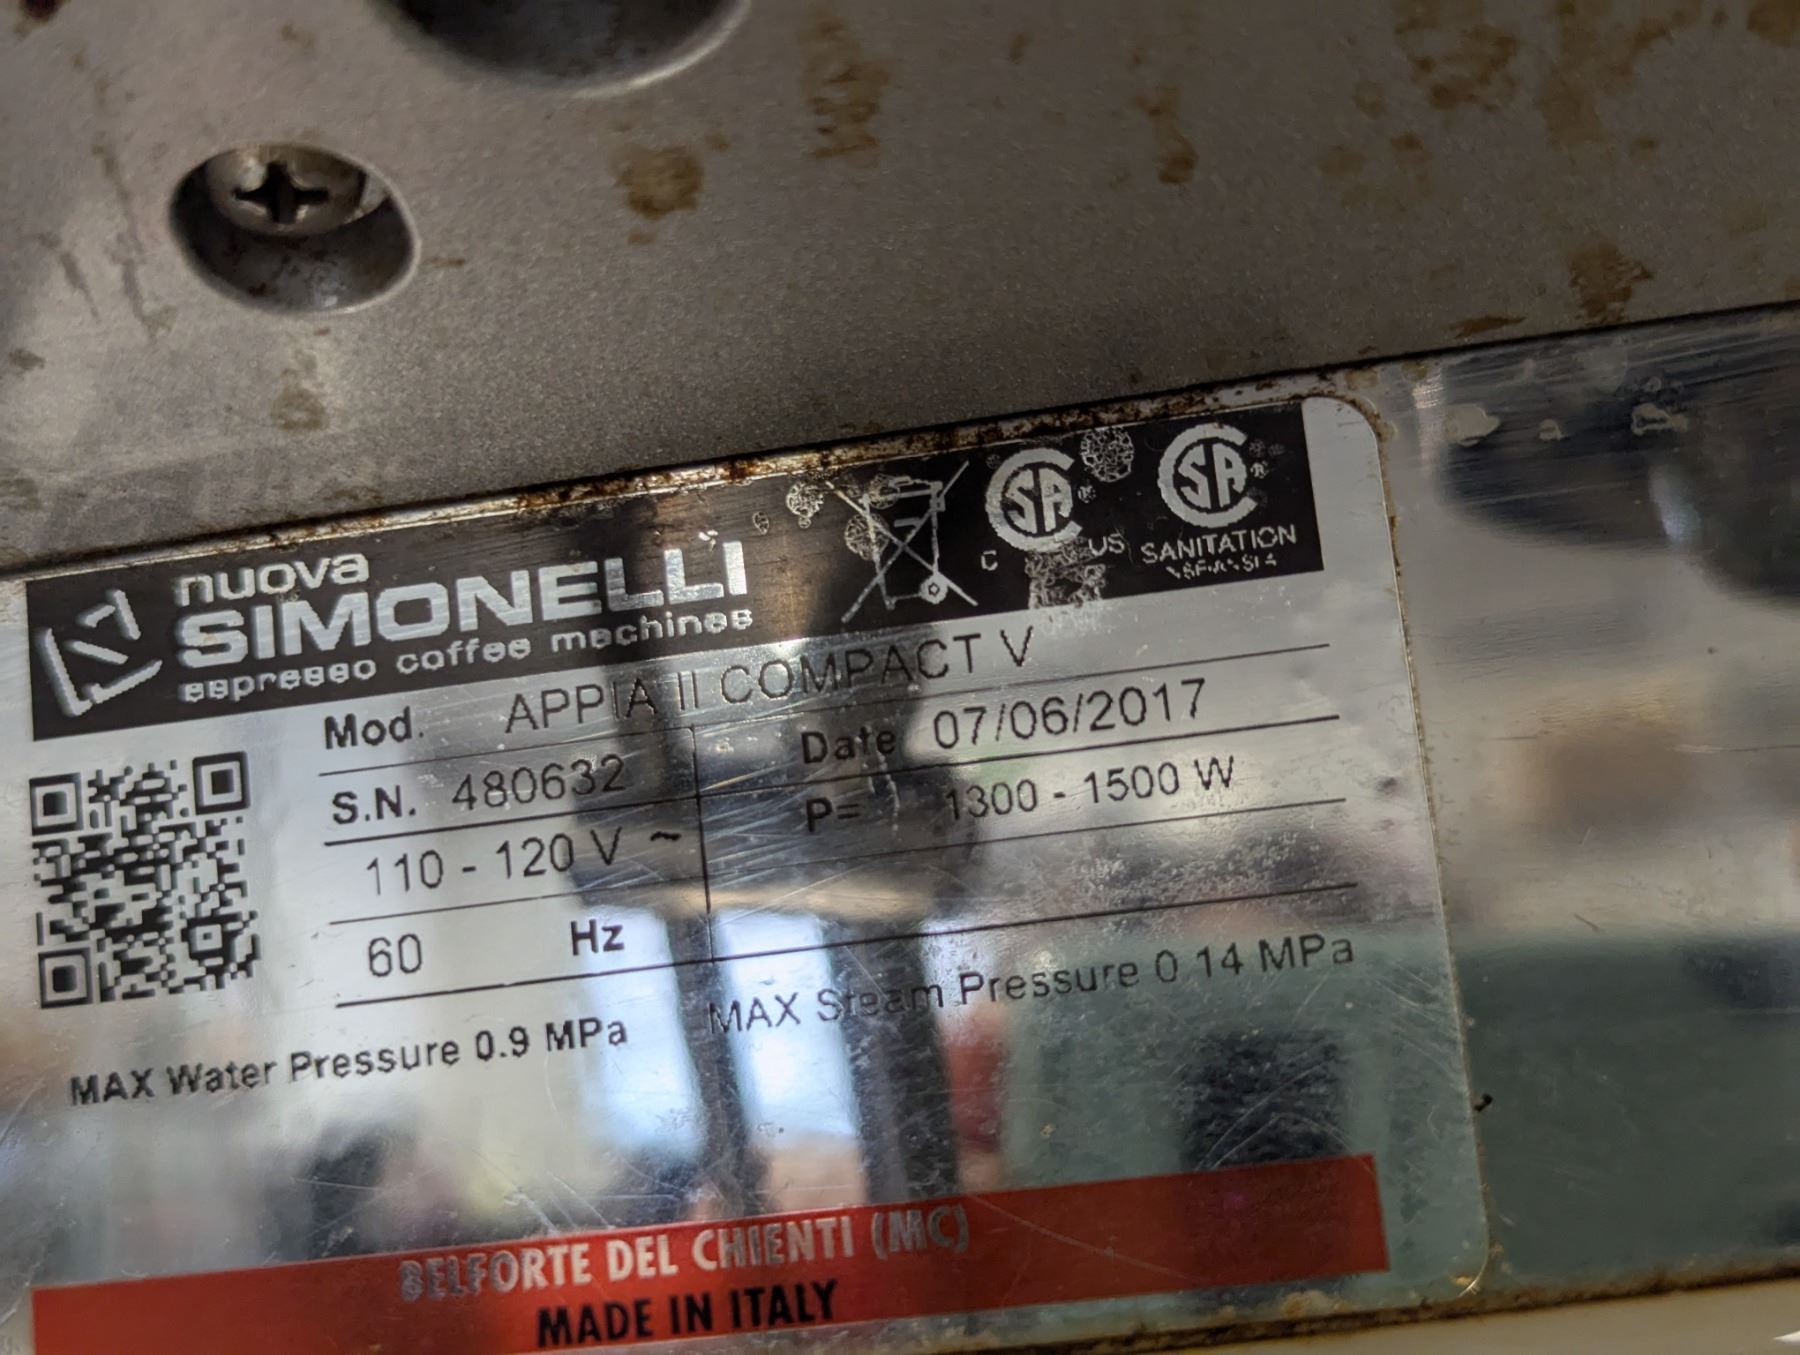 nuova
SIMONELLI
espresso coffee machines
C SA® US
SA®
SANITATION
Mod. APPIA II COMPACT V
S.N. 480632 Date 07/06/2017
110 - 120 V ~ P= 1300 - 1500 W
60 Hz
MAX Water Pressure 0.9 MPa MAX Steam Pressure 0 14 MPa
BELFORTE DEL CHIENTI (MC)
MADE IN ITALY